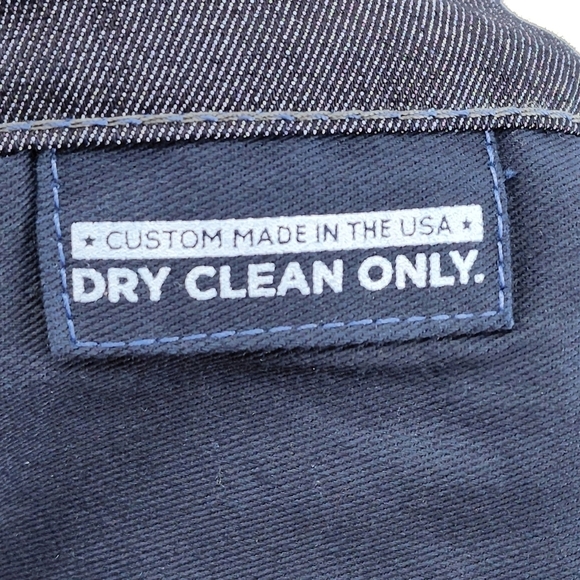 ★ CUSTOM MADE IN THE USA ★
DRY CLEAN ONLY.